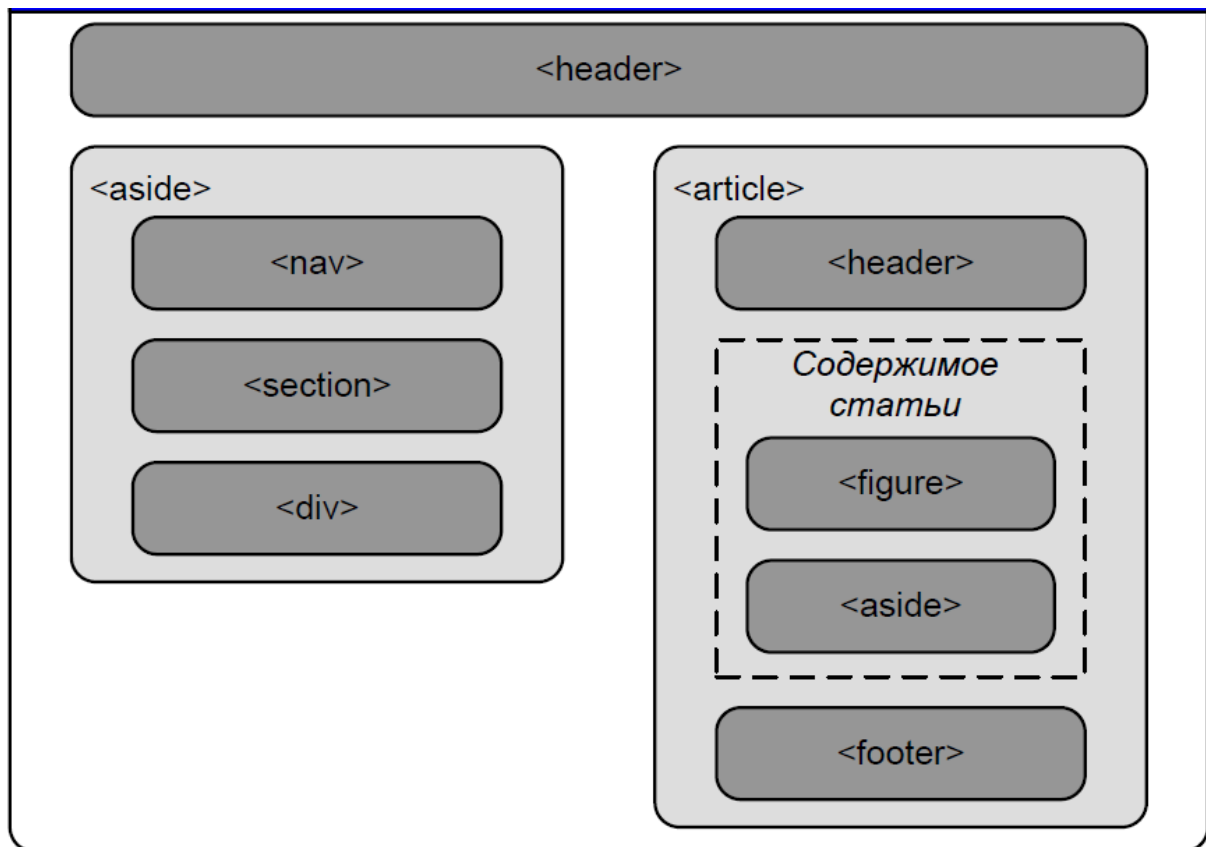 <header>
<aside>
<nav>
<section>
<div>
<article>
<header>
Содержимое
статьи
<figure>
<aside>
<footer>